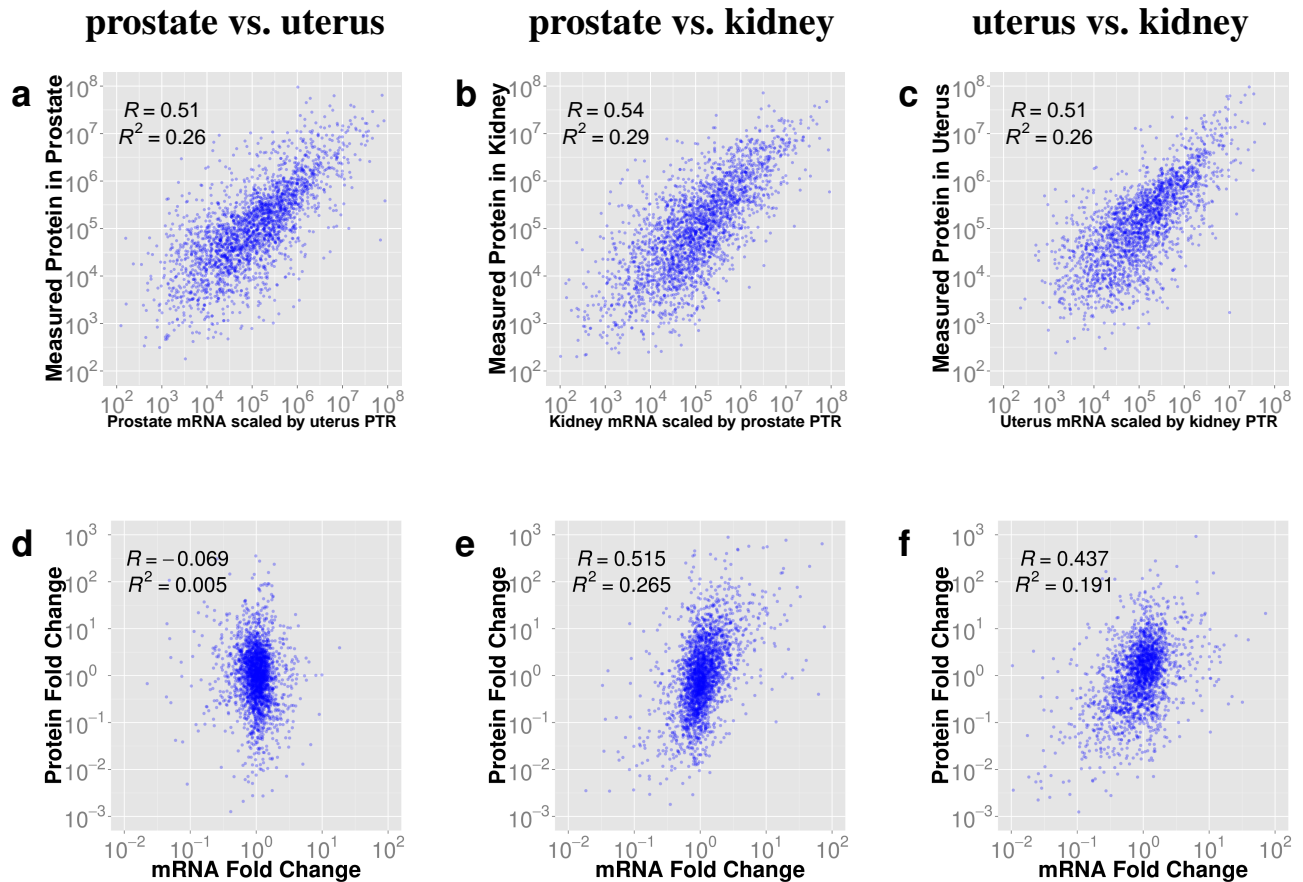 prostate vs. uterus
prostate vs. kidney
uterus vs. kidney
a
Measured Protein in Prostate
R = 0.51
R² = 0.26
10⁸
10⁷
10⁶
10⁵
10⁴
10³
10²
10² 10³ 10⁴ 10⁵ 10⁶ 10⁷ 10⁸
Prostate mRNA scaled by uterus PTR
b
Measured Protein in Kidney
R = 0.54
R² = 0.29
10⁸
10⁷
10⁶
10⁵
10⁴
10³
10²
10² 10³ 10⁴ 10⁵ 10⁶ 10⁷ 10⁸
Kidney mRNA scaled by prostate PTR
c
Measured Protein in Uterus
R = 0.51
R² = 0.26
10⁸
10⁷
10⁶
10⁵
10⁴
10³
10²
10² 10³ 10⁴ 10⁵ 10⁶ 10⁷ 10⁸
Uterus mRNA scaled by kidney PTR
d
Protein Fold Change
R = −0.069
R² = 0.005
10³
10²
10¹
10⁰
10⁻¹
10⁻²
10⁻³
10⁻² 10⁻¹ 10⁰ 10¹ 10²
mRNA Fold Change
e
Protein Fold Change
R = 0.515
R² = 0.265
10³
10²
10¹
10⁰
10⁻¹
10⁻²
10⁻³
10⁻² 10⁻¹ 10⁰ 10¹ 10²
mRNA Fold Change
f
Protein Fold Change
R = 0.437
R² = 0.191
10³
10²
10¹
10⁰
10⁻¹
10⁻²
10⁻³
10⁻² 10⁻¹ 10⁰ 10¹ 10²
mRNA Fold Change